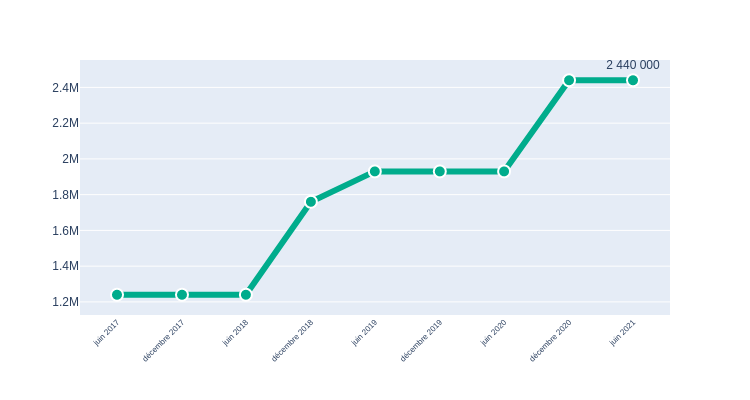 2 440 000
2.4M
2.2M
2M
1.8M
1.6M
1.4M
1.2M
juin 2017
décembre 2017
juin 2018
décembre 2018
juin 2019
décembre 2019
juin 2020
décembre 2020
juin 2021